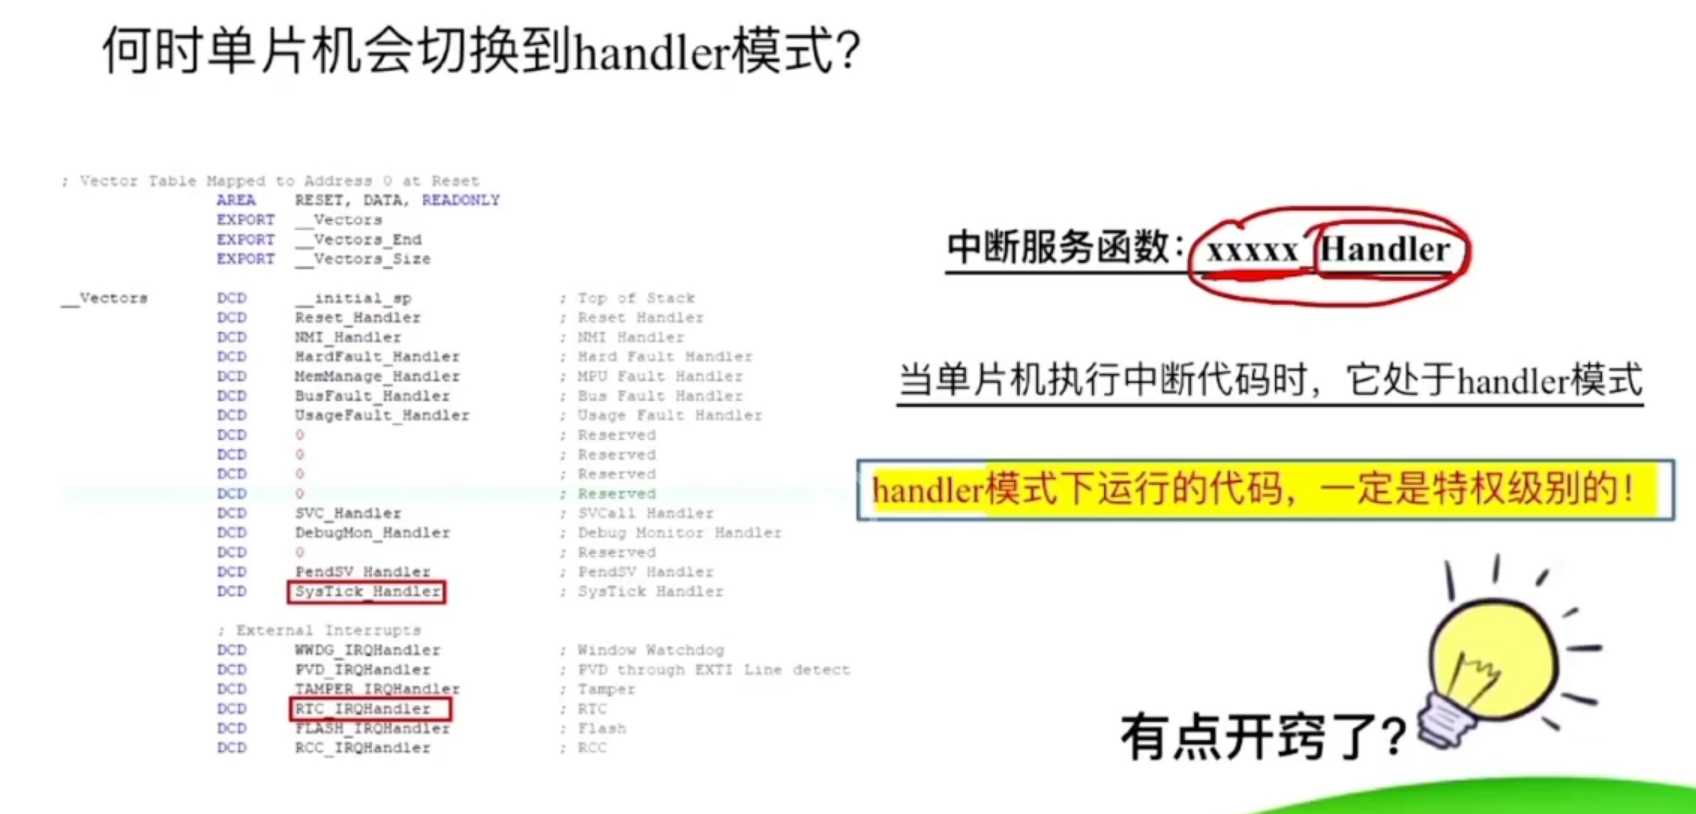 何时单片机会切换到handler模式?
; Vector Table Mapped to Address 0 at Reset
AREA RESET, DATA, READONLY
EXPORT __Vectors
EXPORT __Vectors_End
EXPORT __Vectors_Size
__Vectors DCD __initial_sp ; Top of Stack
DCD Reset_Handler ; Reset Handler
DCD NMI_Handler ; NMI Handler
DCD HardFault_Handler ; Hard Fault Handler
DCD MemManage_Handler ; MPU Fault Handler
DCD BusFault_Handler ; Bus Fault Handler
DCD UsageFault_Handler ; Usage Fault Handler
DCD 0 ; Reserved
DCD 0 ; Reserved
DCD 0 ; Reserved
DCD 0 ; Reserved
DCD SVC_Handler ; SVCall Handler
DCD DebugMon_Handler ; Debug Monitor Handler
DCD 0 ; Reserved
DCD PendSV_Handler ; PendSV Handler
DCD SysTick_Handler ; SysTick Handler
; External Interrupts
DCD WWDG_IRQHandler ; Window Watchdog
DCD PVD_IRQHandler ; PVD through EXTI Line detect
DCD TAMPER_IRQHandler ; Tamper
DCD RTC_IRQHandler ; RTC
DCD FLASH_IRQHandler ; Flash
DCD RCC_IRQHandler ; RCC
中断服务函数：xxxxx_Handler
当单片机执行中断代码时，它处于handler模式
handler模式下运行的代码，一定是特权级别的！
有点开窍了?